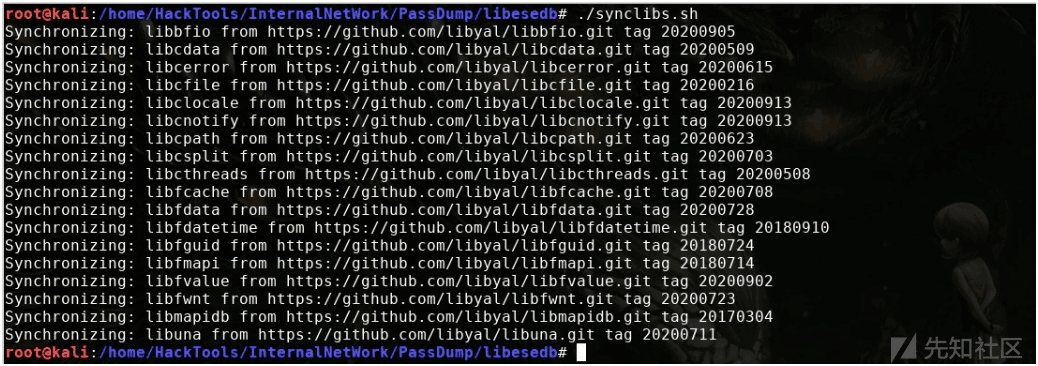 root@kali:/home/HackTools/InternalNetWork/PassDump/libesedb# ./synclibs.sh
Synchronizing: libbfio from https://github.com/libyal/libbfio.git tag 20200905
Synchronizing: libcdata from https://github.com/libyal/libcdata.git tag 20200509
Synchronizing: libcerror from https://github.com/libyal/libcerror.git tag 20200615
Synchronizing: libcfile from https://github.com/libyal/libcfile.git tag 20200216
Synchronizing: libclocale from https://github.com/libyal/libclocale.git tag 20200913
Synchronizing: libcnotify from https://github.com/libyal/libcnotify.git tag 20200913
Synchronizing: libcpath from https://github.com/libyal/libcpath.git tag 20200623
Synchronizing: libcsplit from https://github.com/libyal/libcsplit.git tag 20200703
Synchronizing: libcthreads from https://github.com/libyal/libcthreads.git tag 20200508
Synchronizing: libfcache from https://github.com/libyal/libfcache.git tag 20200708
Synchronizing: libfdata from https://github.com/libyal/libfdata.git tag 20200728
Synchronizing: libfdatetime from https://github.com/libyal/libfdatetime.git tag 20180910
Synchronizing: libfguid from https://github.com/libyal/libfguid.git tag 20180724
Synchronizing: libfmapi from https://github.com/libyal/libfmapi.git tag 20180714
Synchronizing: libfvalue from https://github.com/libyal/libfvalue.git tag 20200902
Synchronizing: libfwnt from https://github.com/libyal/libfwnt.git tag 20200723
Synchronizing: libmapidb from https://github.com/libyal/libmapidb.git tag 20170304
Synchronizing: libuna from https://github.com/libyal/libuna.git tag 20200711
root@kali:/home/HackTools/InternalNetWork/PassDump/libesedb#
先知社区